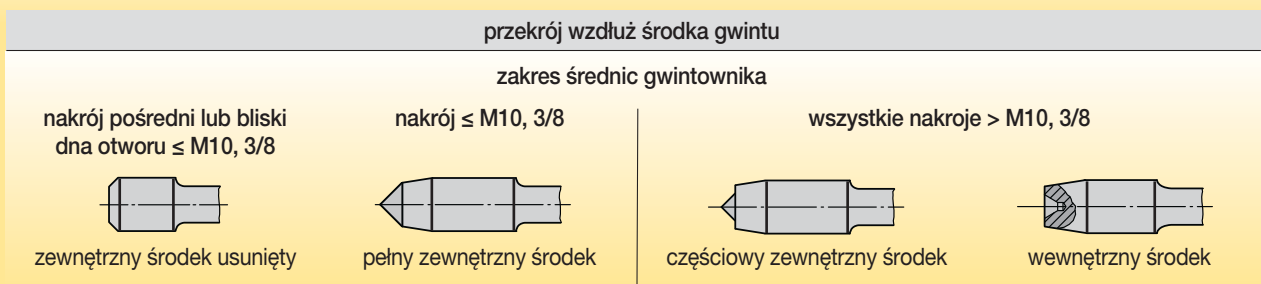 przekrój wzdłuż środka gwintu
zakres średnic gwintownika
nakrój pośredni lub bliski
dna otworu ≤ M10, 3/8
nakrój ≤ M10, 3/8
wszystkie nakroje > M10, 3/8
zewnętrzny środek usunięty
pełny zewnętrzny środek
częściowy zewnętrzny środek
wewnętrzny środek